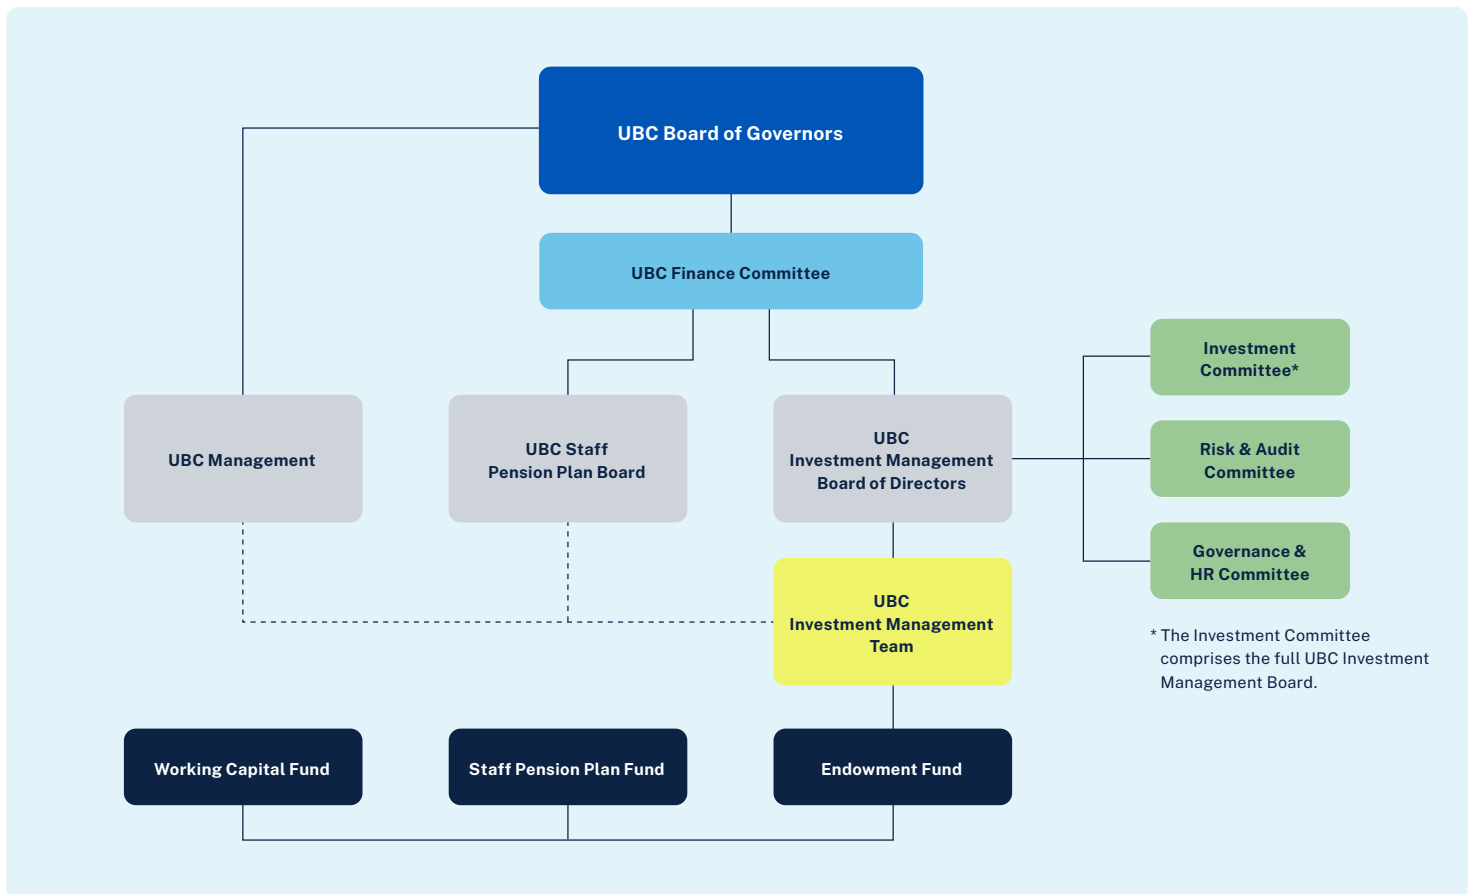 UBC Board of Governors
UBC Finance Committee
UBC Management
UBC Staff
Pension Plan Board
UBC
Investment Management
Board of Directors
Investment
Committee*
Risk & Audit
Committee
Governance &
HR Committee
* The Investment Committee
comprises the full UBC Investment
Management Board.
UBC
Investment Management
Team
Working Capital Fund
Staff Pension Plan Fund
Endowment Fund